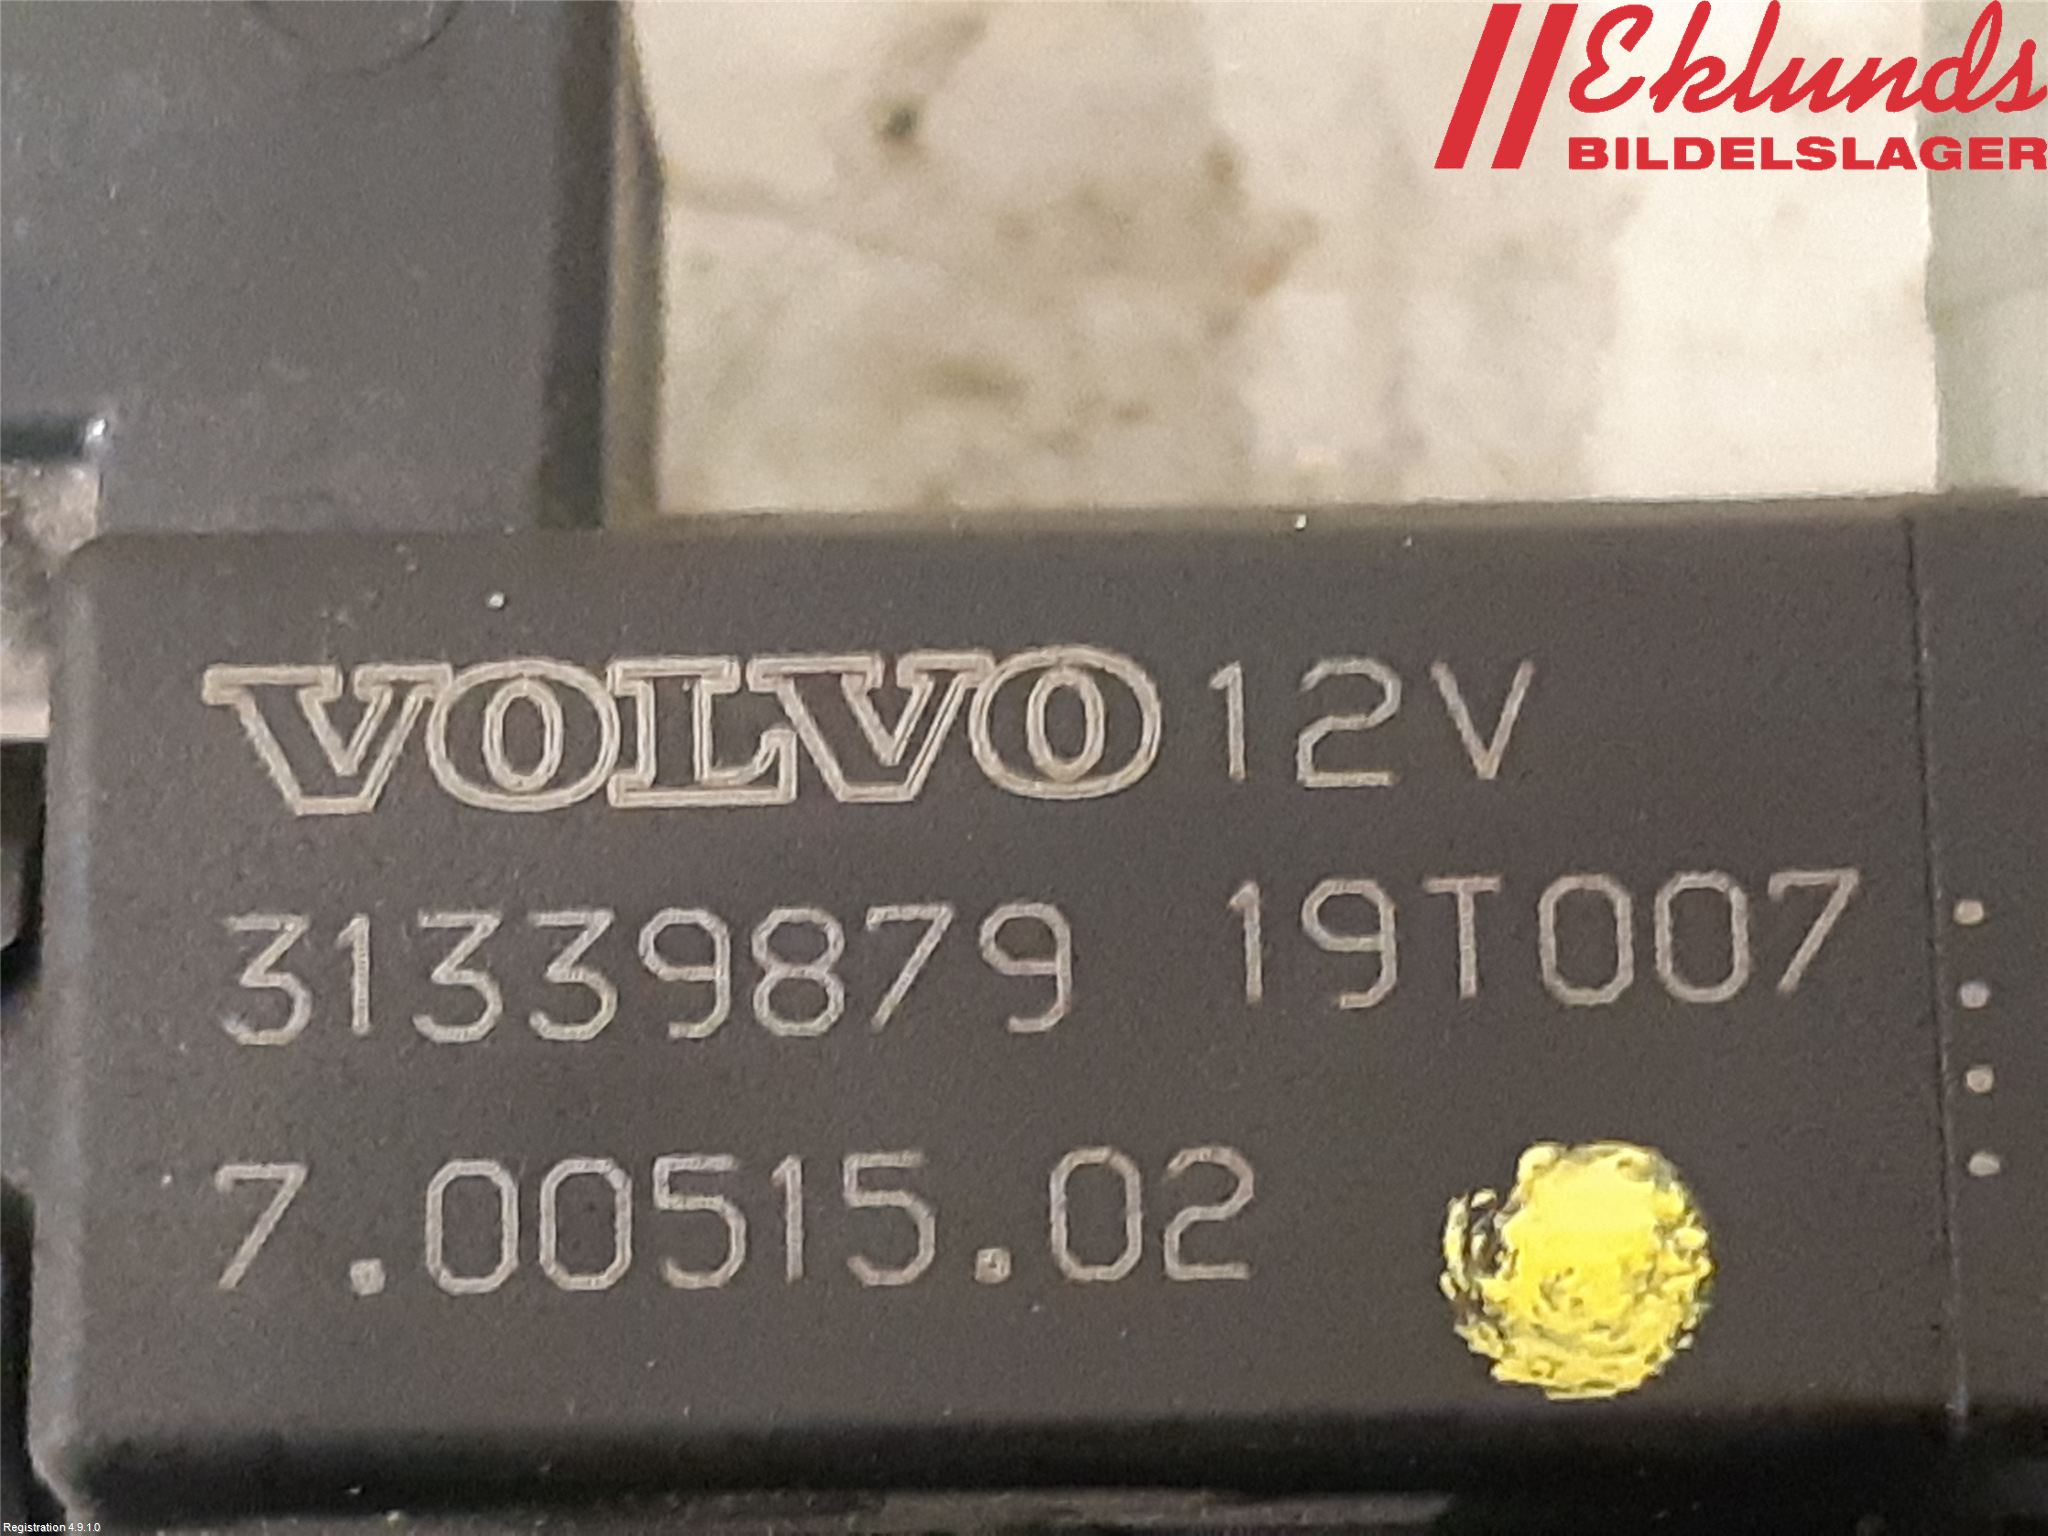 Eklunds
BILDELSLAGER
VOLVO 12V
31339879 19T007
7.00515.02
Registration 4.9.1.0